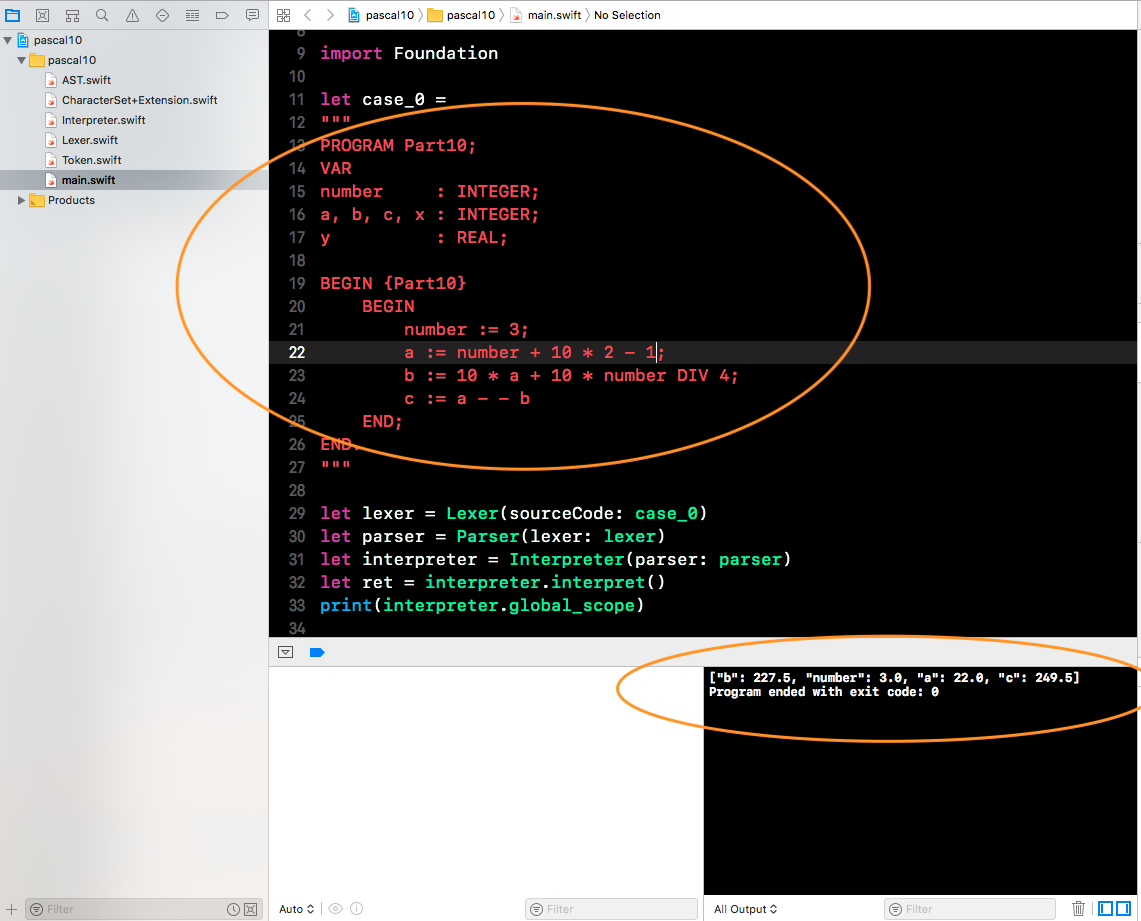 pascal10 pascal10 main.swift No Selection
pascal10
pascal10
AST.swift
CharacterSet+Extension.swift
Interpreter.swift
Lexer.swift
Token.swift
main.swift
Products
8
9 import Foundation
10
11 let case_0 =
12 """
13 PROGRAM Part10;
14 VAR
15 number     : INTEGER;
16 a, b, c, x : INTEGER;
17 y          : REAL;
18
19 BEGIN {Part10}
20     BEGIN
21         number := 3;
22         a := number + 10 * 2 - 1;
23         b := 10 * a + 10 * number DIV 4;
24         c := a - - b
25     END;
26 END.
27 """
28
29 let lexer = Lexer(sourceCode: case_0)
30 let parser = Parser(lexer: lexer)
31 let interpreter = Interpreter(parser: parser)
32 let ret = interpreter.interpret()
33 print(interpreter.global_scope)
34
["b": 227.5, "number": 3.0, "a": 22.0, "c": 249.5]
Program ended with exit code: 0
Filter Auto Filter All Output Filter